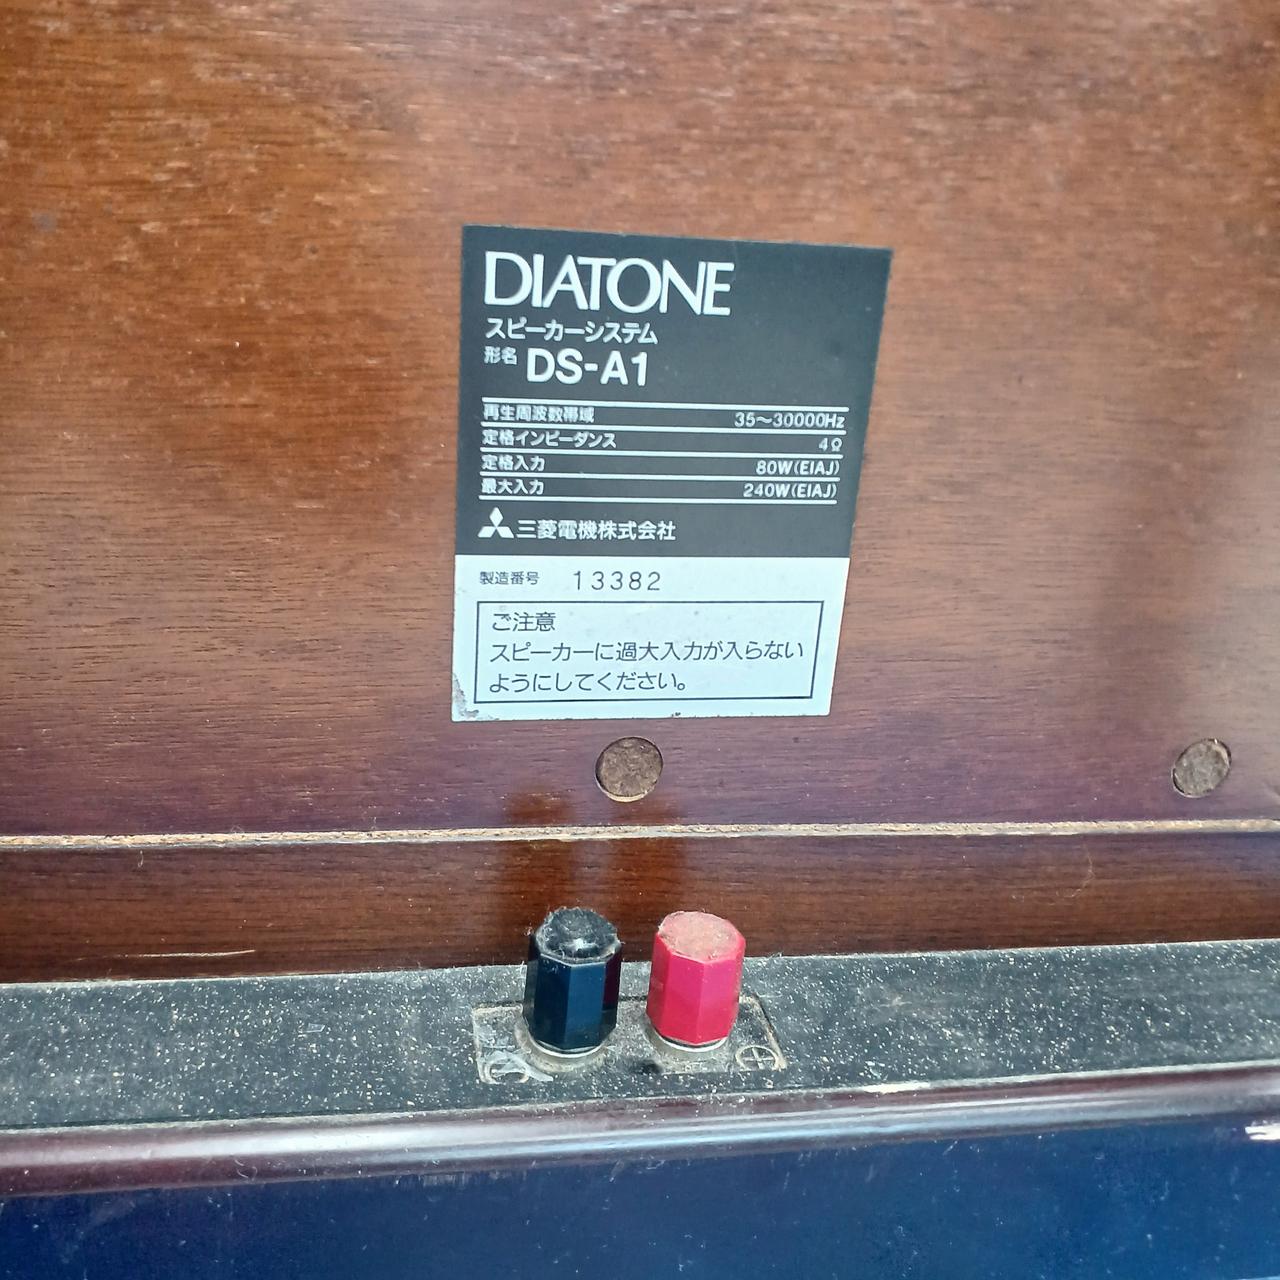 DIATONE
スピーカーシステム
形名 DS-A1
再生周波数帯域 35〜30000Hz
定格インピーダンス 4Ω
定格入力 80W(EIAJ)
最大入力 240W(EIAJ)
三菱電機株式会社
製造番号 13382
ご注意
スピーカーに過大入力が入らない
ようにしてください。